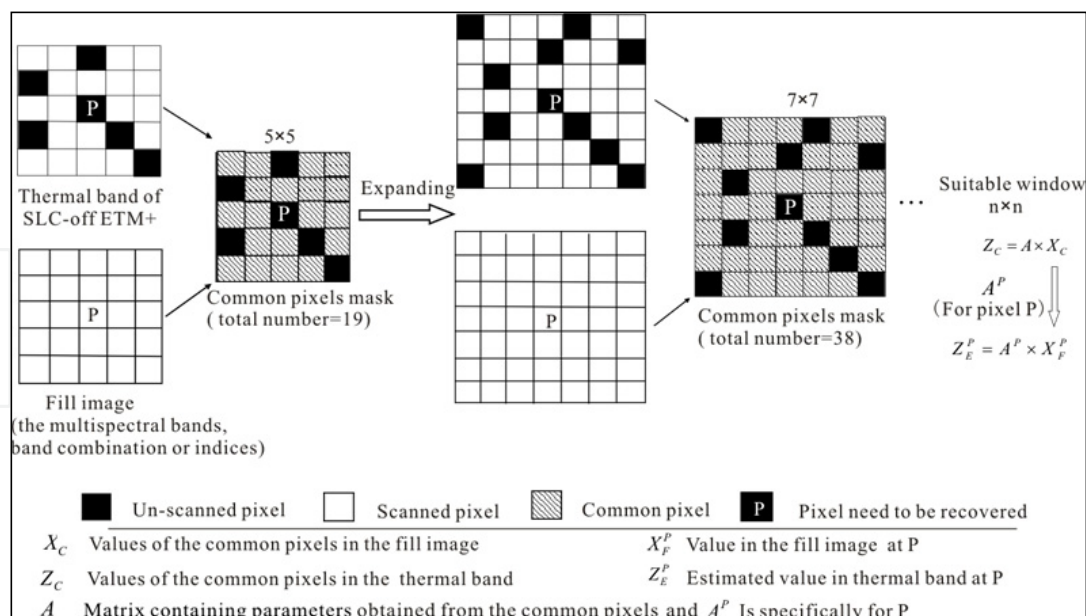 P
Thermal band of
SLC-off ETM+
P
Fill image
(the multispectral bands,
band combination or indices)
5×5
P
Common pixels mask
( total number=19)
Expanding
P
P
7×7
P
Common pixels mask
( total number=38)
...
Suitable window
n×n
Z_C = A × X_C
A^P
(For pixel P)
Z_E^P = A^P × X_F^P
Un-scanned pixel Scanned pixel Common pixel P Pixel need to be recovered
X_C Values of the common pixels in the fill image X_F^P Value in the fill image at P
Z_C Values of the common pixels in the thermal band Z_E^P Estimated value in thermal band at P
A Matrix containing parameters obtained from the common pixels and A^P Is specifically for P